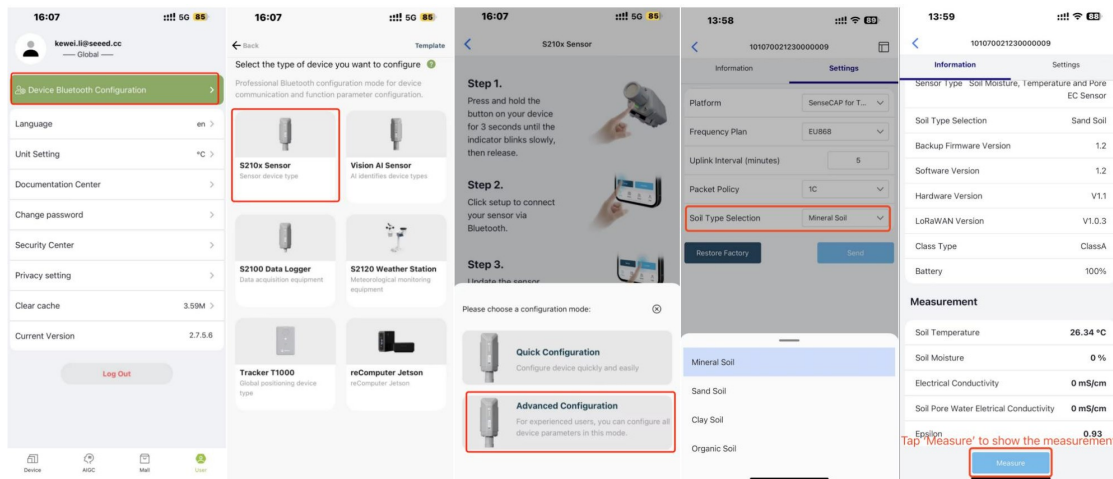 16:07
5G 85
kewei.li@seeed.cc
— Global —
Device Bluetooth Configuration
Language en
Unit Setting °C
Documentation Center
Change password
Security Center
Privacy setting
Clear cache 3.59M
Current Version 2.7.5.6
Log Out
Device AIGC Mall User
16:07
5G 85
Back Template
Select the type of device you want to configure ?
Professional Bluetooth configuration mode for device
communication and function parameter configuration.
S210x Sensor
Sensor device type
Vision AI Sensor
AI identifies device types
S2100 Data Logger
Data acquisition equipment
S2120 Weather Station
Meteorological monitoring
equipment
Tracker T1000
Global positioning device
type
reComputer Jetson
reComputer Jetson
16:07
5G 85
S210x Sensor
Step 1.
Press and hold the
button on your device
for 3 seconds until the
indicator blinks slowly,
then release.
Step 2.
Click setup to connect
your sensor via
Bluetooth.
Step 3.
Update the sensor
Please choose a configuration mode:
Quick Configuration
Configure device quickly and easily
Advanced Configuration
For experienced users, you can configure all
device parameters in this mode.
13:58
89
101070021230000009
Information Settings
Platform SenseCAP for T...
Frequency Plan EU868
Uplink Interval (minutes) 5
Packet Policy 1C
Soil Type Selection Mineral Soil
Restore Factory Send
Mineral Soil
Sand Soil
Clay Soil
Organic Soil
13:59
88
101070021230000009
Information Settings
Sensor Type Soil Moisture, Temperature and Pore
EC Sensor
Soil Type Selection Sand Soil
Backup Firmware Version 1.2
Software Version 1.2
Hardware Version V1.1
LoRaWAN Version V1.0.3
Class Type ClassA
Battery 100%
Measurement
Soil Temperature 26.34 °C
Soil Moisture 0 %
Electrical Conductivity 0 mS/cm
Soil Pore Water Eletrical Conductivity 0 mS/cm
Epsilon 0.93
Tap 'Measure' to show the measurement
Measure